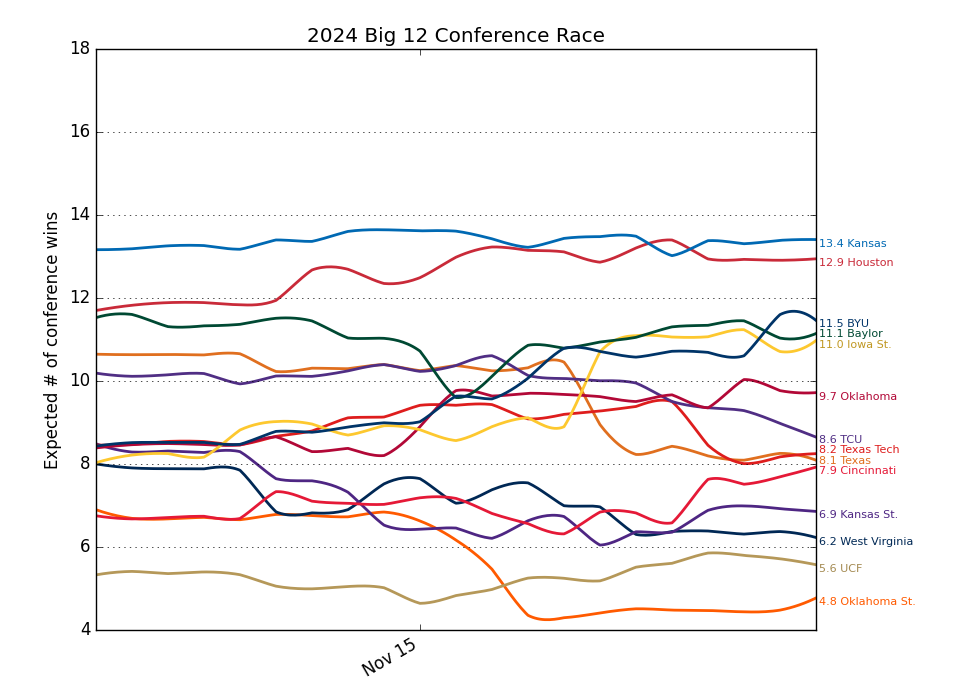 2024 Big 12 Conference Race
Expected # of conference wins
18
16
14
12
10
8
6
4
Nov 15
13.4 Kansas
12.9 Houston
11.5 BYU
11.1 Baylor
11.0 Iowa St.
9.7 Oklahoma
8.6 TCU
8.2 Texas Tech
8.1 Texas
7.9 Cincinnati
6.9 Kansas St.
6.2 West Virginia
5.6 UCF
4.8 Oklahoma St.